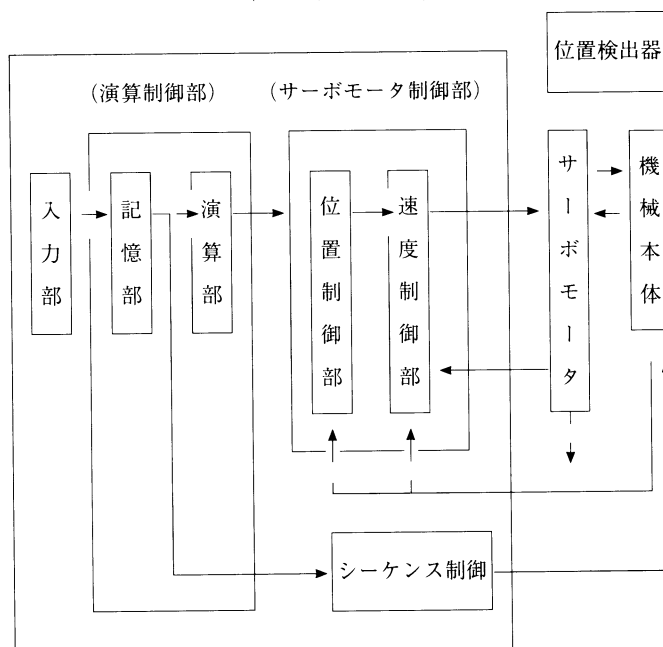 位置検出器
(演算制御部)
(サーボモータ制御部)
入力部
記憶部
演算部
位置制御部
速度制御部
サーボモータ
機械本体
シーケンス制御